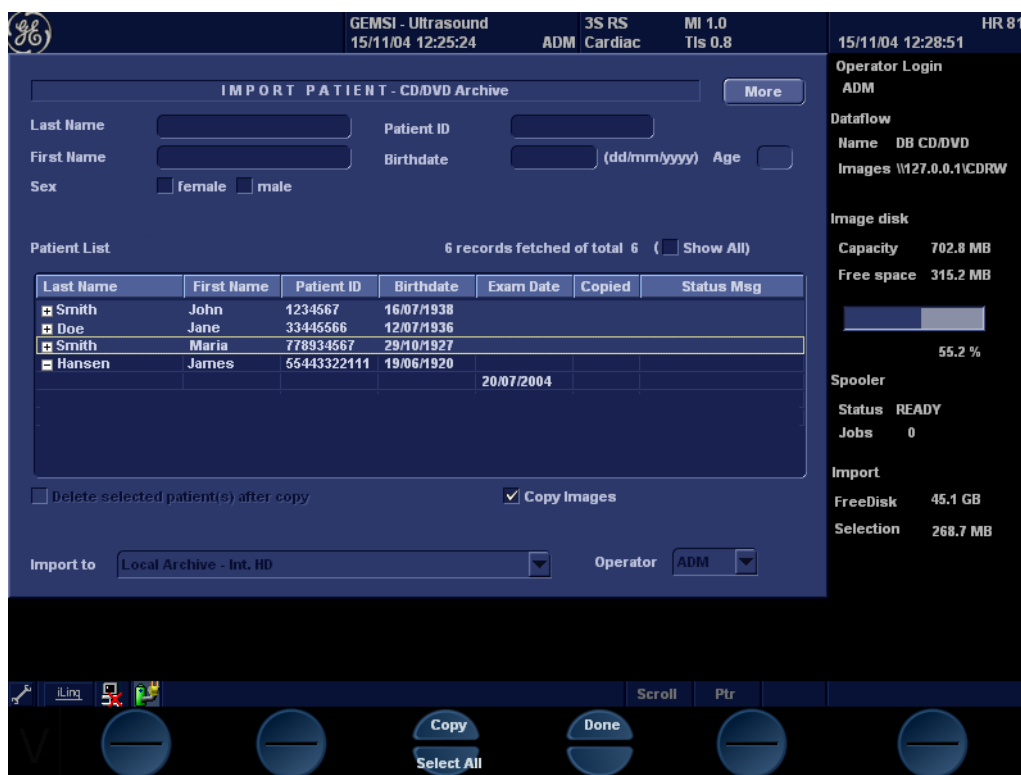 GE
GEMSI - Ultrasound 3S RS MI 1.0 HR 81
15/11/04 12:25:24 ADM Cardiac TIs 0.8 15/11/04 12:28:51
IMPORT PATIENT - CD/DVD Archive More
Last Name Patient ID
First Name Birthdate (dd/mm/yyyy) Age
Sex female male
Patient List 6 records fetched of total 6 ( Show All)
Last Name First Name Patient ID Birthdate Exam Date Copied Status Msg
Smith John 1234567 16/07/1938
Doe Jane 33445566 12/07/1936
Smith Maria 778934567 29/10/1927
Hansen James 55443322111 19/06/1920
20/07/2004
Delete selected patient(s) after copy Copy Images
Import to Local Archive - Int. HD Operator ADM
Operator Login
ADM
Dataflow
Name DB CD/DVD
Images \\127.0.0.1\CDRW
Image disk
Capacity 702.8 MB
Free space 315.2 MB
55.2 %
Spooler
Status READY
Jobs 0
Import
FreeDisk 45.1 GB
Selection 268.7 MB
iLinq Scroll Ptr
V
Copy Done
Select All